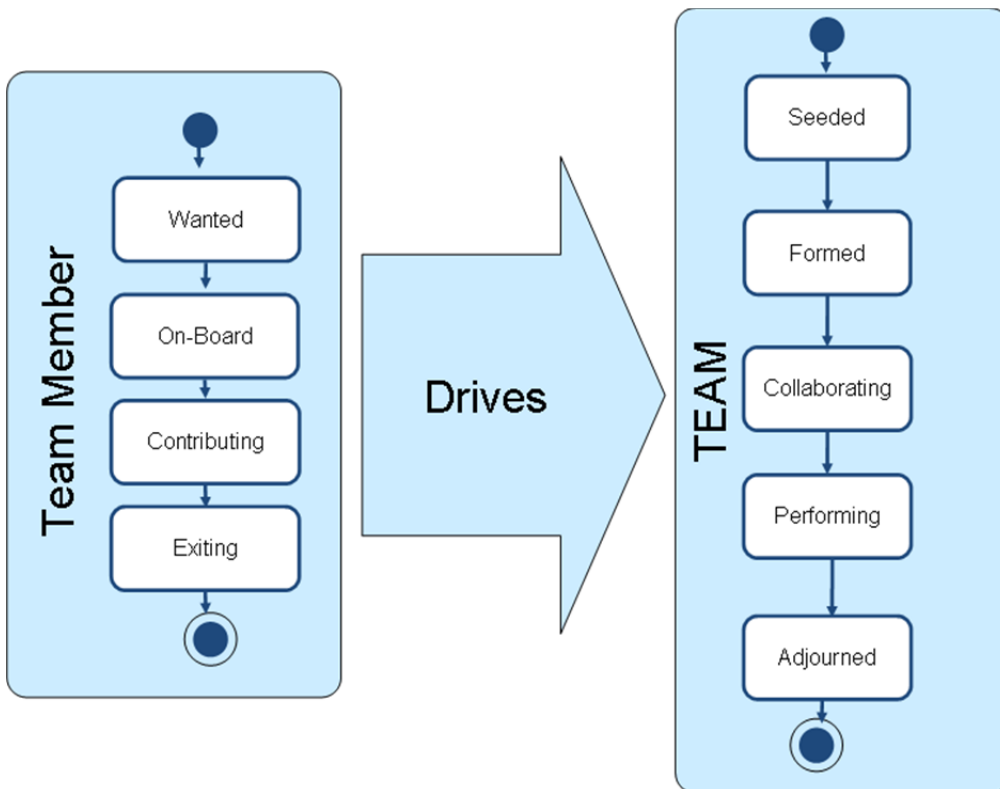 Team Member
Wanted
On-Board
Contributing
Exiting
Drives
TEAM
Seeded
Formed
Collaborating
Performing
Adjourned